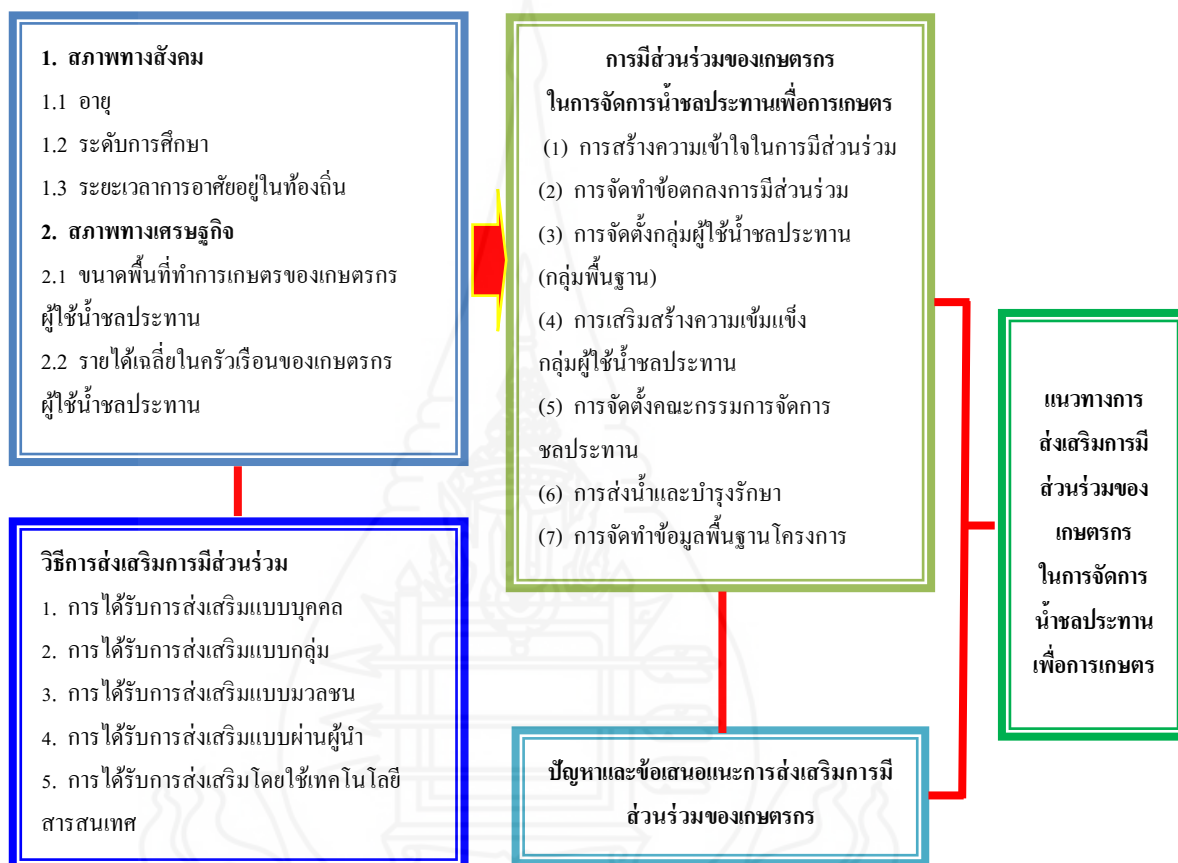 1. สภาพทางสังคม
1.1 อายุ
1.2 ระดับการศึกษา
1.3 ระยะเวลาการอาศัยอยู่ในท้องถิ่น
2. สภาพทางเศรษฐกิจ
2.1 ขนาดพื้นที่ทำการเกษตรของเกษตรกร
ผู้ใช้น้ำชลประทาน
2.2 รายได้เฉลี่ยในครัวเรือนของเกษตรกร
ผู้ใช้น้ำชลประทาน
วิธีการส่งเสริมการมีส่วนร่วม
1. การได้รับการส่งเสริมแบบบุคคล
2. การได้รับการส่งเสริมแบบกลุ่ม
3. การได้รับการส่งเสริมแบบมวลชน
4. การได้รับการส่งเสริมแบบผ่านผู้นำ
5. การได้รับการส่งเสริมโดยใช้เทคโนโลยี
สารสนเทศ
การมีส่วนร่วมของเกษตรกร
ในการจัดการน้ำชลประทานเพื่อการเกษตร
(1) การสร้างความเข้าใจในการมีส่วนร่วม
(2) การจัดทำข้อตกลงการมีส่วนร่วม
(3) การจัดตั้งกลุ่มผู้ใช้น้ำชลประทาน
(กลุ่มพื้นฐาน)
(4) การเสริมสร้างความเข้มแข็ง
กลุ่มผู้ใช้น้ำชลประทาน
(5) การจัดตั้งคณะกรรมการจัดการ
ชลประทาน
(6) การส่งน้ำและบำรุงรักษา
(7) การจัดทำข้อมูลพื้นฐานโครงการ
ปัญหาและข้อเสนอแนะการส่งเสริมการมี
ส่วนร่วมของเกษตรกร
แนวทางการ
ส่งเสริมการมี
ส่วนร่วมของ
เกษตรกร
ในการจัดการ
น้ำชลประทาน
เพื่อการเกษตร